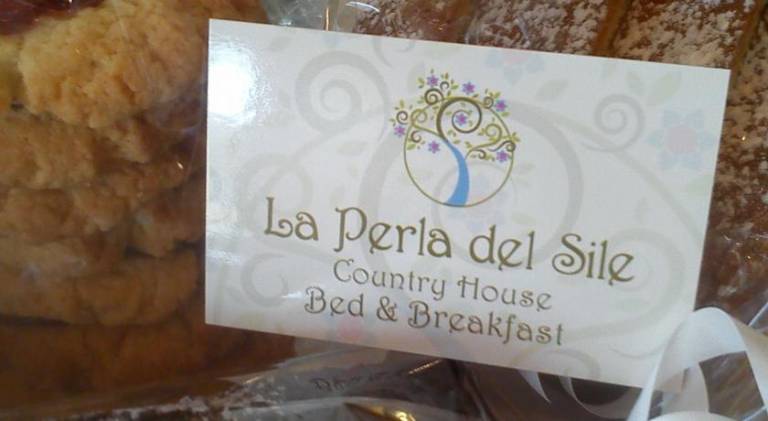 La Perla del Sile
Country House
Bed & Breakfast